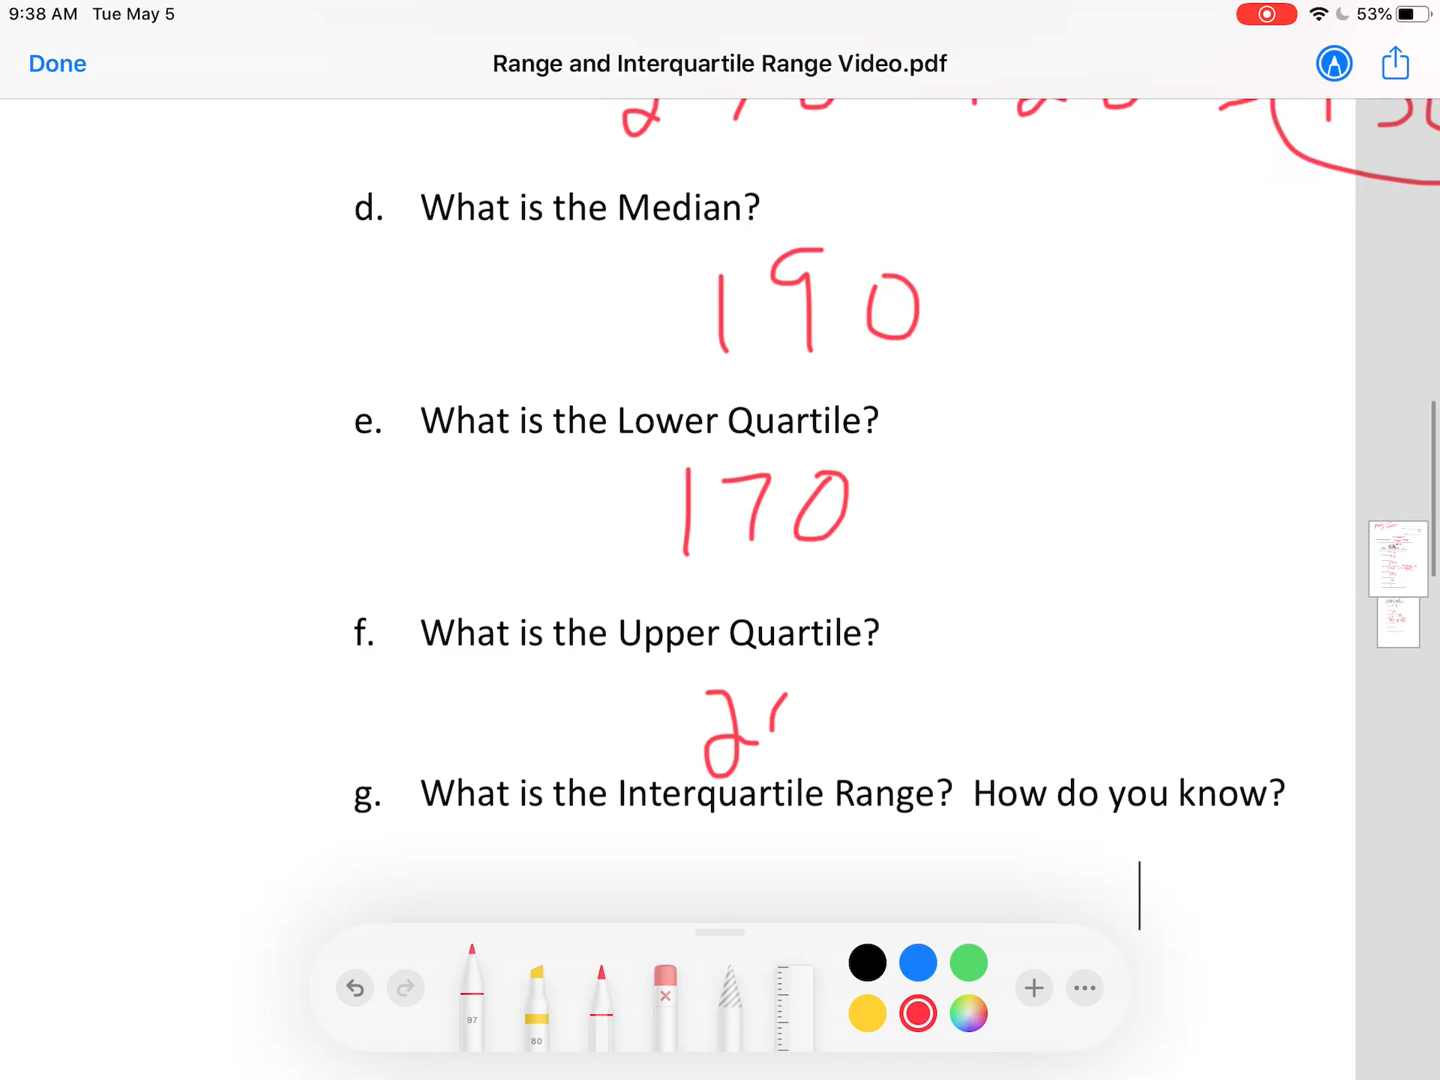 9:38 AM Tue May 5
53%
Done
Range and Interquartile Range Video.pdf
d. What is the Median?
190
e. What is the Lower Quartile?
170
f. What is the Upper Quartile?
2
g. What is the Interquartile Range? How do you know?
97
80